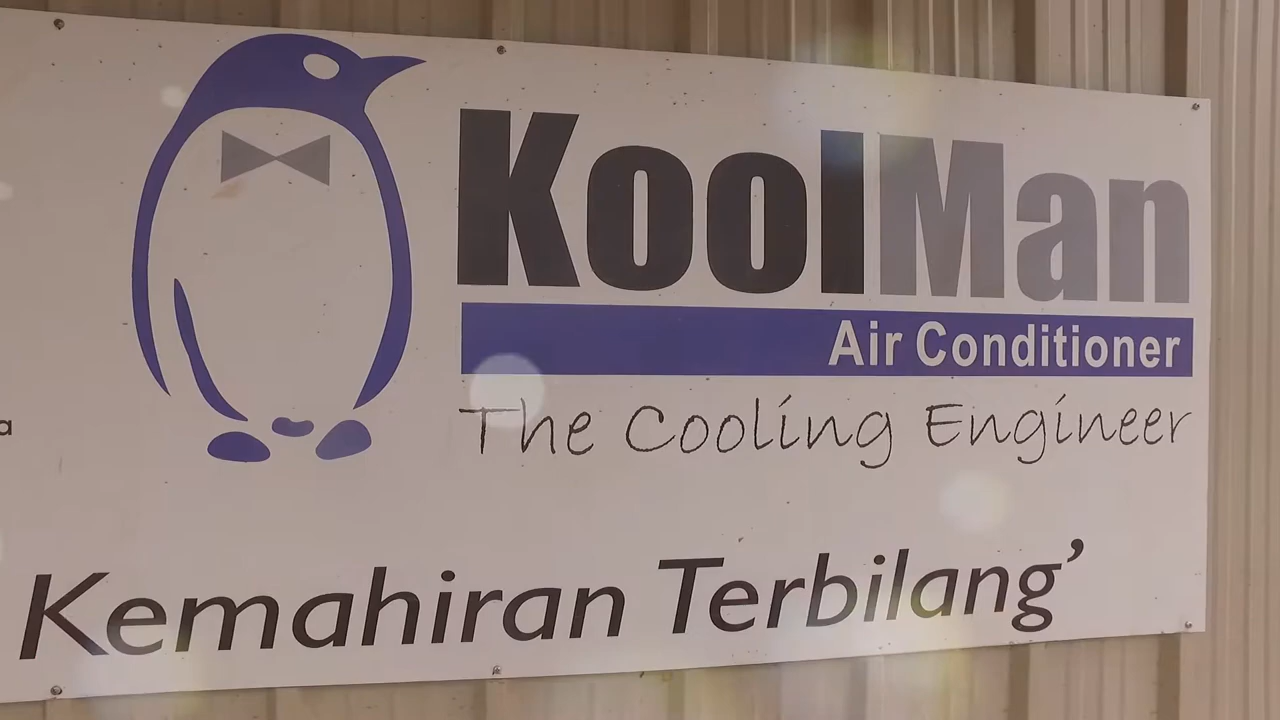 KoolMan
Air Conditioner
The Cooling Engineer
a
Kemahiran Terbilang’